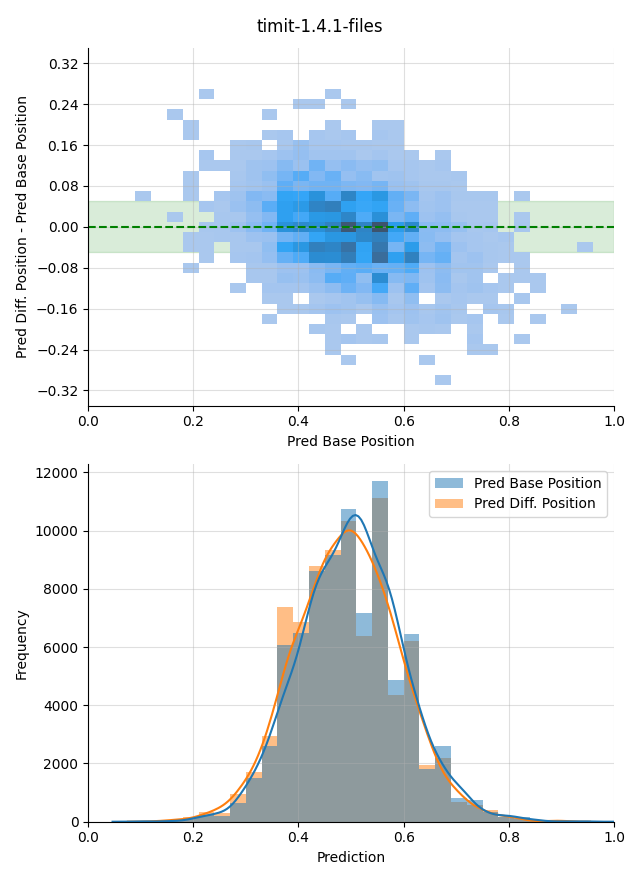 timit-1.4.1-files
0.32
0.24
0.16
0.08
0.00
−0.08
−0.16
−0.24
−0.32
Pred Diff. Position - Pred Base Position
0.0 0.2 0.4 0.6 0.8 1.0
Pred Base Position
12000
10000
8000
6000
4000
2000
0
Frequency
Pred Base Position
Pred Diff. Position
0.0 0.2 0.4 0.6 0.8 1.0
Prediction